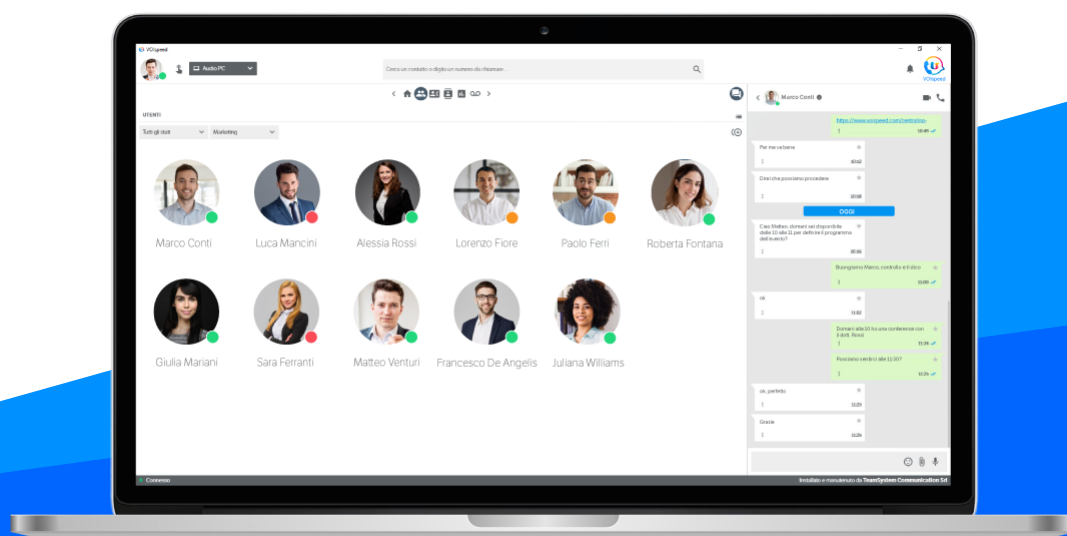 VOIspeed
Audio PC
Cerca un contatto o digita un numero da chiamare...
VOIspeed
UTENTI
Tutti gli stati
Marketing
Marco Conti
Luca Mancini
Alessia Rossi
Lorenzo Fiore
Paolo Ferri
Roberta Fontana
Giulia Mariani
Sara Ferranti
Matteo Venturi
Francesco De Angelis
Juliana Williams
Marco Conti
https://www.voispeed.com/centralino-
Per me va bene
Direi che possiamo procedere
OGGI
Ciao Matteo, domani sei disponibile
dalle 10 alle 11 per definire il programma
dell'evento?
Buongiorno Marco, controllo e ti dico
ok
Domani alle 10 ho una conference con
il dott. Rossi
Possiamo vederci alle 11:30?
ok, perfetto
Grazie
Connesso
Installato e manutenuto da TeamSystem Communication Srl